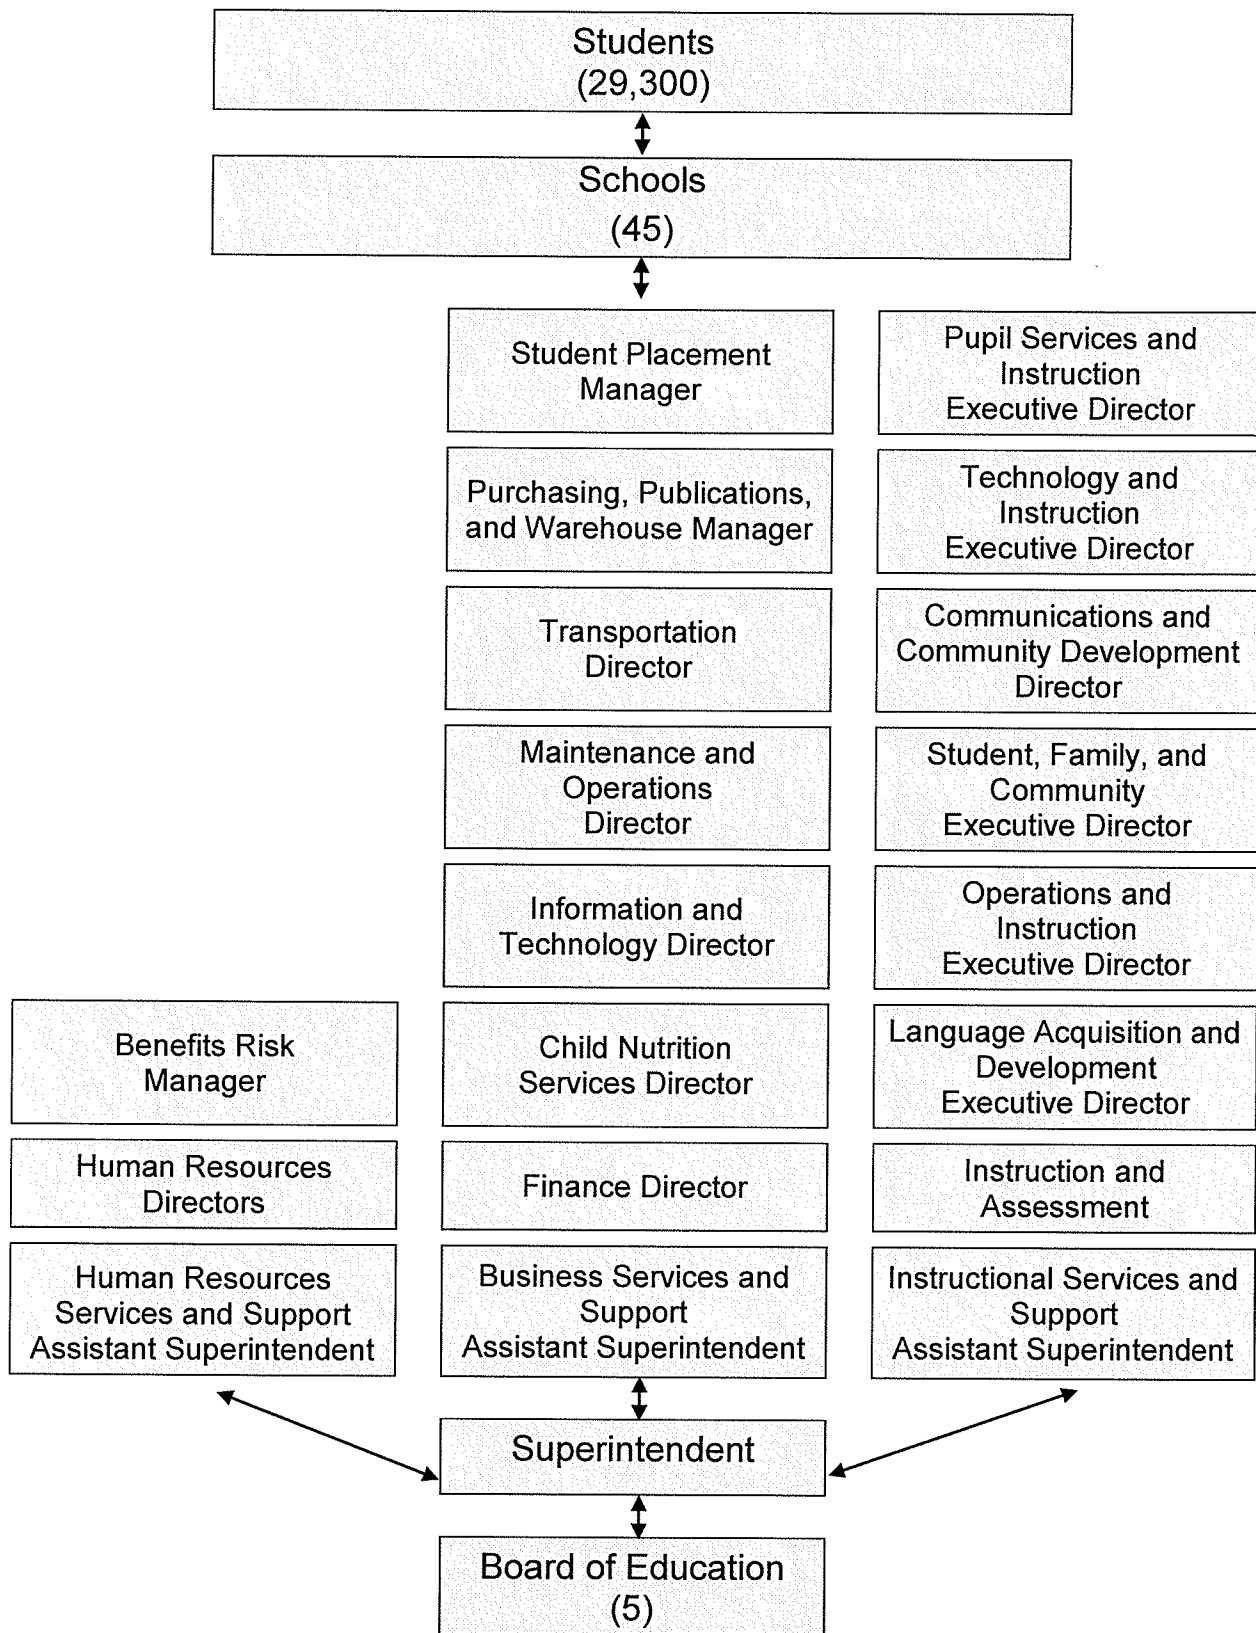 Students
(29,300)
Schools
(45)
Student Placement
Manager
Pupil Services and
Instruction
Executive Director
Purchasing, Publications,
and Warehouse Manager
Technology and
Instruction
Executive Director
Transportation
Director
Communications and
Community Development
Director
Maintenance and
Operations
Director
Student, Family, and
Community
Executive Director
Information and
Technology Director
Operations and
Instruction
Executive Director
Benefits Risk
Manager
Child Nutrition
Services Director
Language Acquisition and
Development
Executive Director
Human Resources
Directors
Finance Director
Instruction and
Assessment
Human Resources
Services and Support
Assistant Superintendent
Business Services and
Support
Assistant Superintendent
Instructional Services and
Support
Assistant Superintendent
Superintendent
Board of Education
(5)